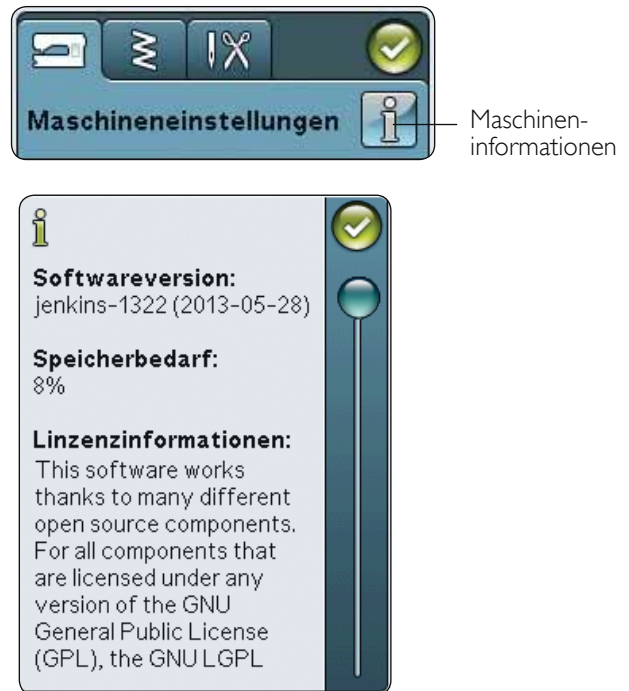 Maschineneinstellungen
Maschinen-
informationen
Softwareversion:
jenkins-1322 (2013-05-28)
Speicherbedarf:
8%
Linzenzinformationen:
This software works
thanks to many different
open source components.
For all components that
are licensed under any
version of the GNU
General Public License
(GPL), the GNU LGPL